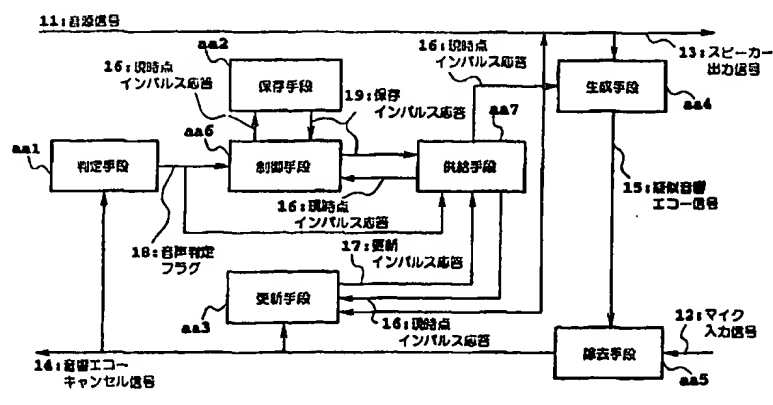 11:音源信号
16:現時点
インパルス応答
aa2
保存手段
19:保存
インパルス応答
16:現時点
インパルス応答
aa7
13:スピーカー
出力信号
生成手段
aa4
aa1
判定手段
aa6
制御手段
供給手段
16:現時点
インパルス応答
18:音声判定
フラグ
17:更新
インパルス応答
15:疑似音響
エコー信号
aa3
更新手段
16:現時点
インパルス応答
12:マイク
入力信号
除去手段
aa5
14:音響エコー
キャンセル信号